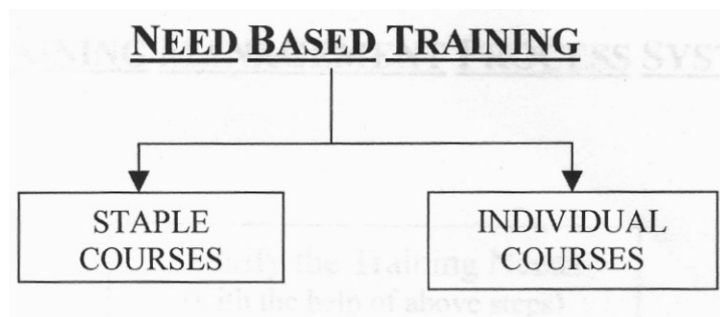 NEED BASED TRAINING
STAPLE
COURSES
INDIVIDUAL
COURSES